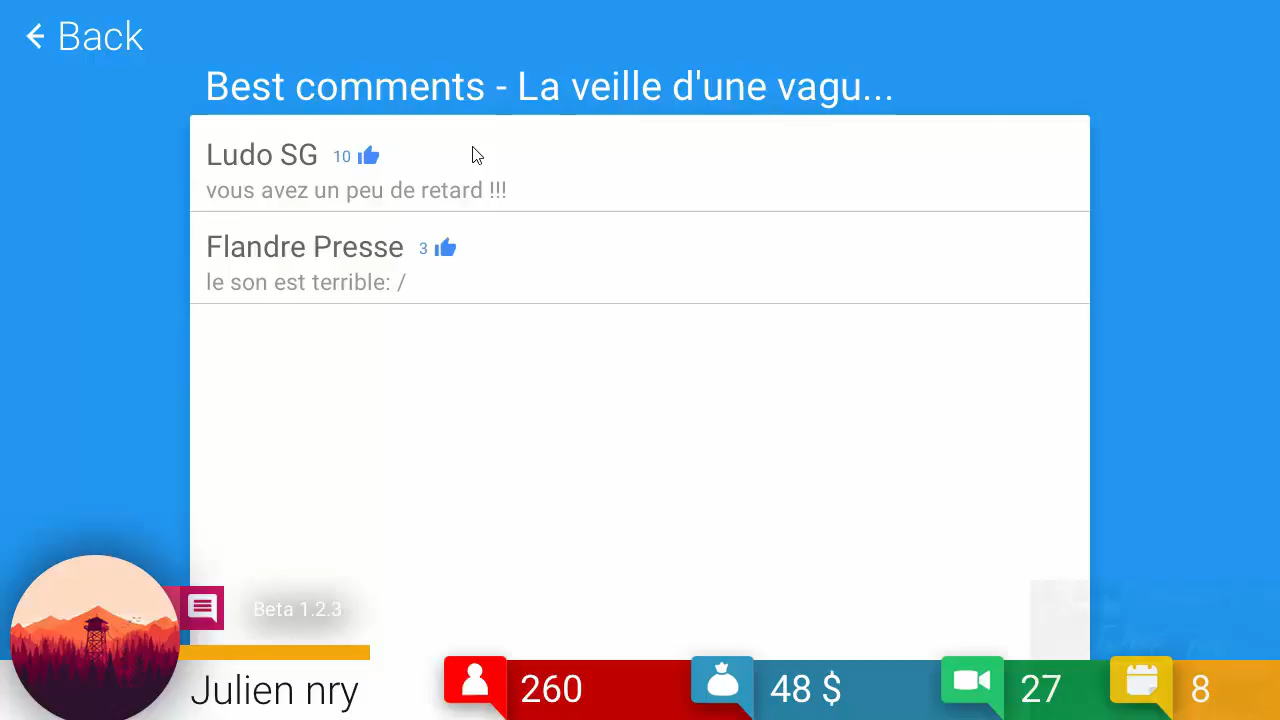 Back
Best comments - La veille d'une vagu...
Ludo SG 10
vous avez un peu de retard !!!
Flandre Presse 3
le son est terrible: /
Beta 1.2.3
Julien nry
260
48 $
27
8